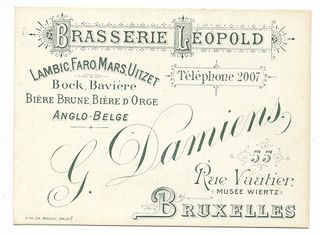 BRASSERIE LÉOPOLD
LAMBIC, FARO, MARS, UITZET
Bock, Bavière
BIÈRE BRUNE, BIÈRE D'ORGE
ANGLO-BELGE
Téléphone 2007
G. Damiens,
55
Rue Vautier,
(MUSÉE WIERTZ)
BRUXELLES